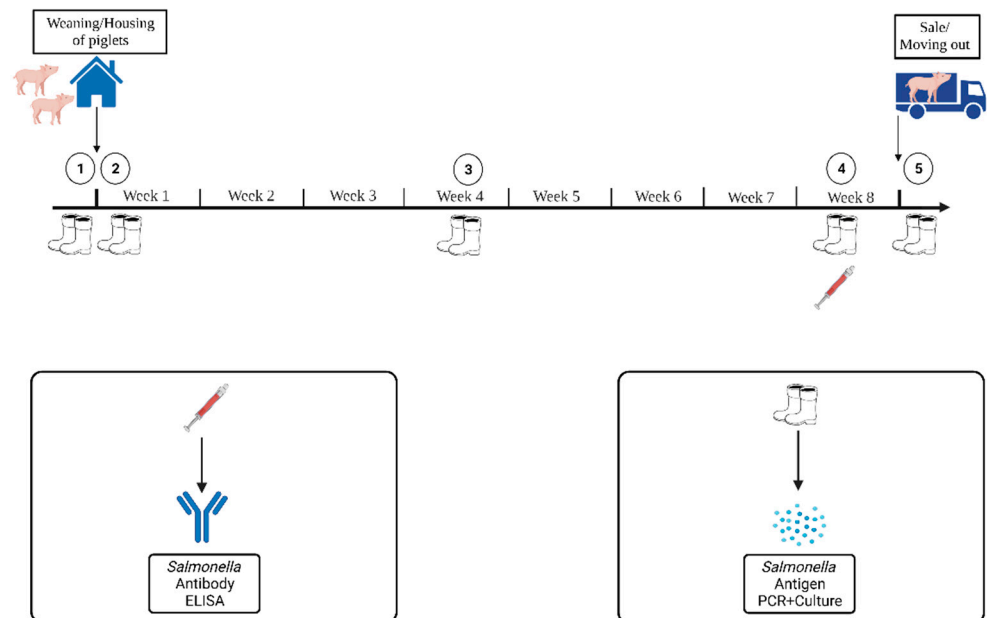 Weaning/Housing
of piglets
Sale/
Moving out
1 2 3 4 5
Week 1 Week 2 Week 3 Week 4 Week 5 Week 6 Week 7 Week 8
Salmonella
Antibody
ELISA
Salmonella
Antigen
PCR+Culture